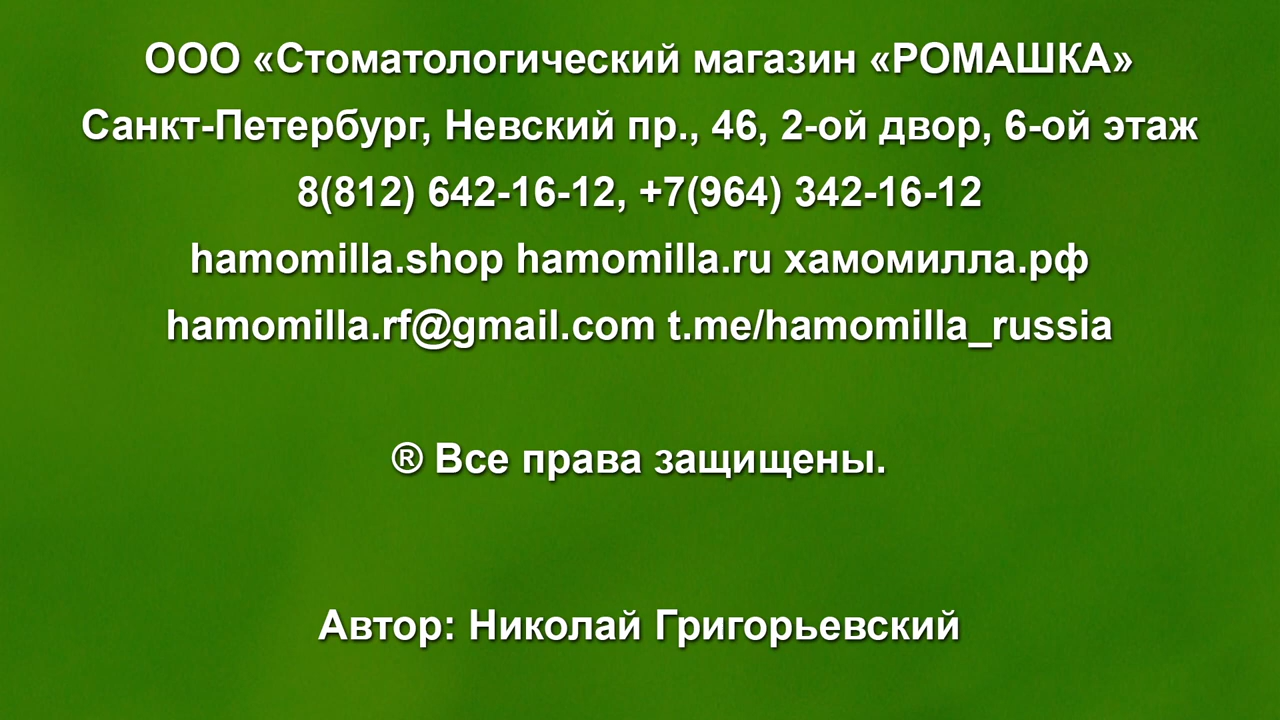 ООО «Стоматологический магазин «РОМАШКА»
Санкт-Петербург, Невский пр., 46, 2-ой двор, 6-ой этаж
8(812) 642-16-12, +7(964) 342-16-12
hamomilla.shop hamomilla.ru хамомилла.рф
hamomilla.rf@gmail.com t.me/hamomilla_russia
® Все права защищены.
Автор: Николай Григорьевский